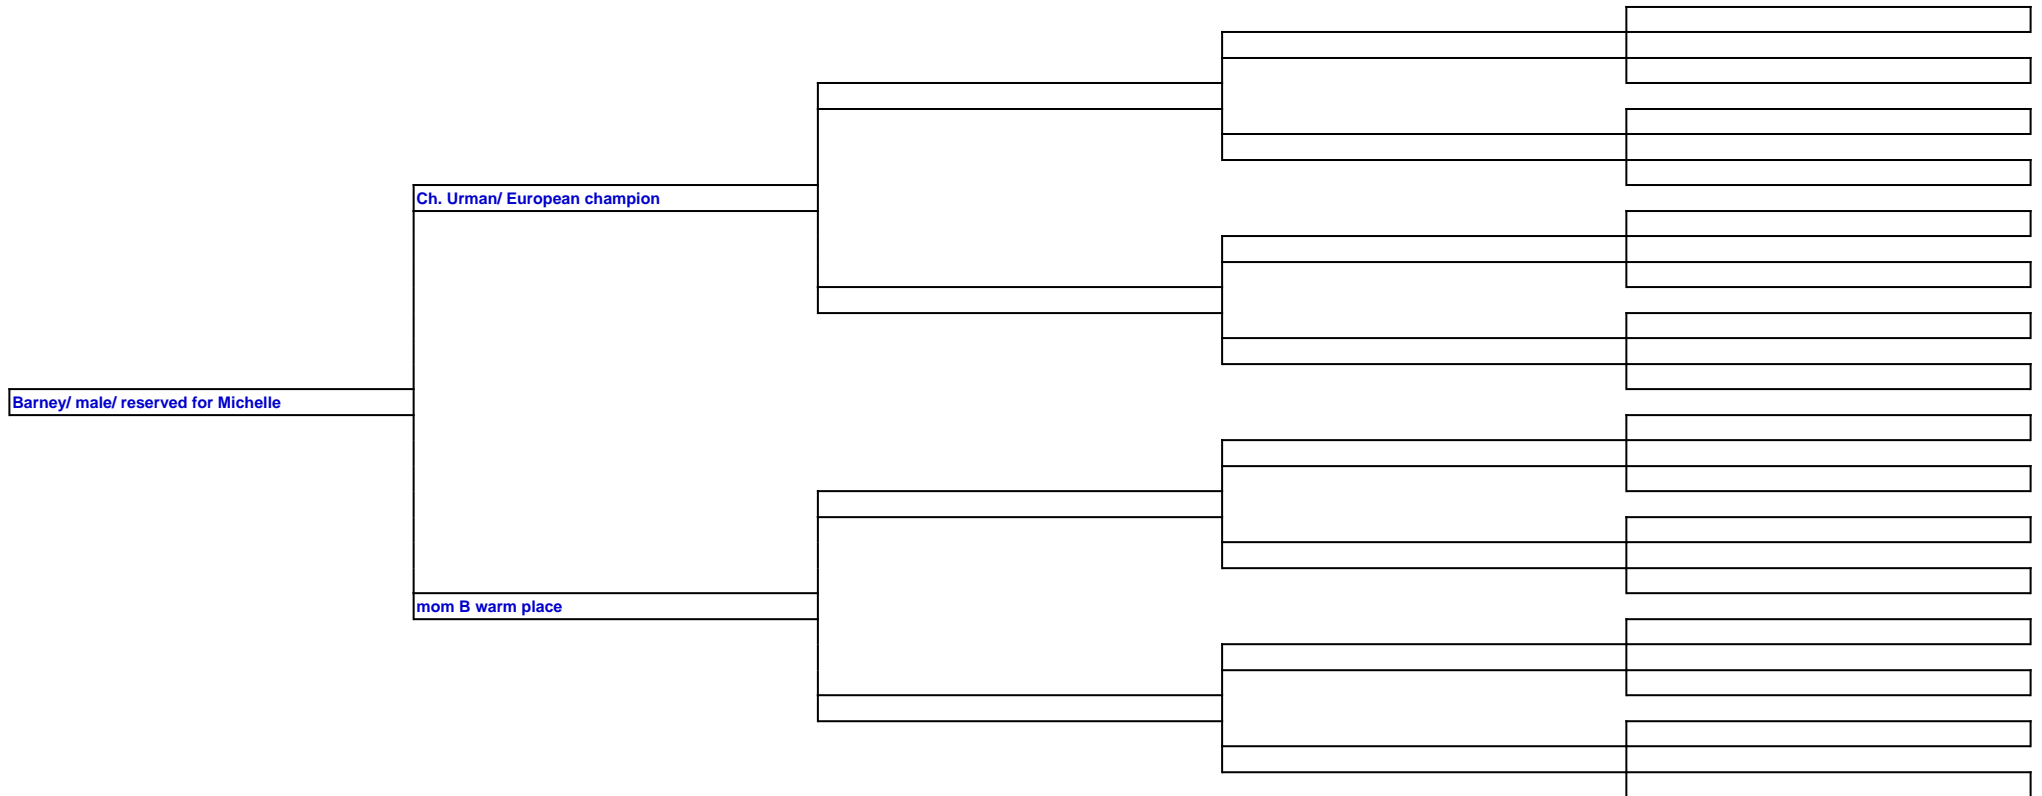 Ch. Urman/ European champion
Barney/ male/ reserved for Michelle
mom B warm place